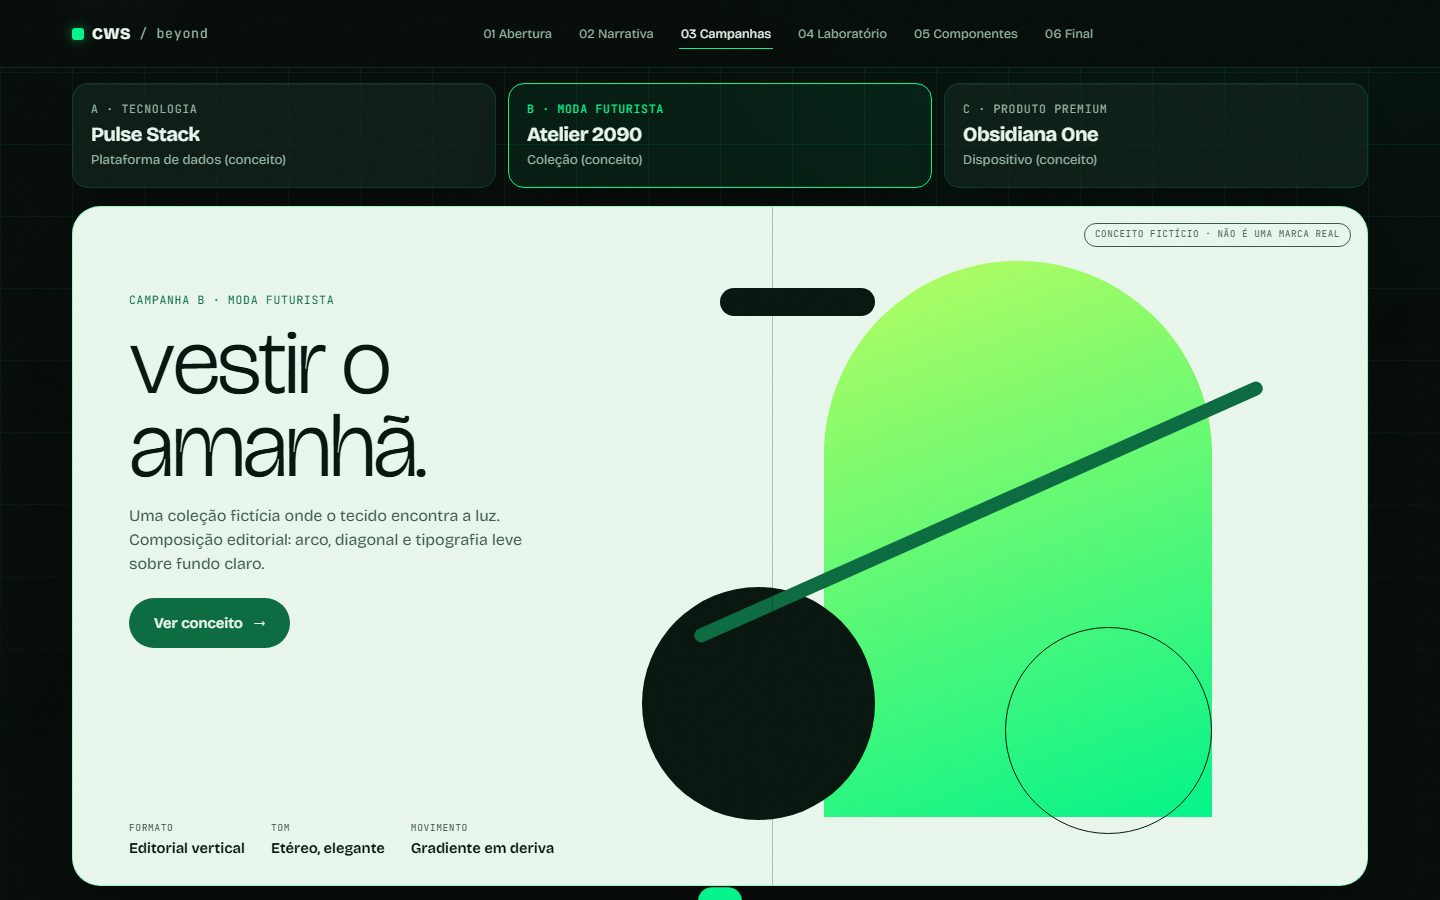 cws / beyond
01 Abertura
02 Narrativa
03 Campanhas
04 Laboratório
05 Componentes
06 Final
A · TECNOLOGIA
Pulse Stack
Plataforma de dados (conceito)
B · MODA FUTURISTA
Atelier 2090
Coleção (conceito)
C · PRODUTO PREMIUM
Obsidiana One
Dispositivo (conceito)
CONCEITO FICTÍCIO · NÃO É UMA MARCA REAL
CAMPANHA B · MODA FUTURISTA
vestir o
amanhã.
Uma coleção fictícia onde o tecido encontra a luz.
Composição editorial: arco, diagonal e tipografia leve
sobre fundo claro.
Ver conceito →
FORMATO
Editorial vertical
TOM
Etéreo, elegante
MOVIMENTO
Gradiente em deriva